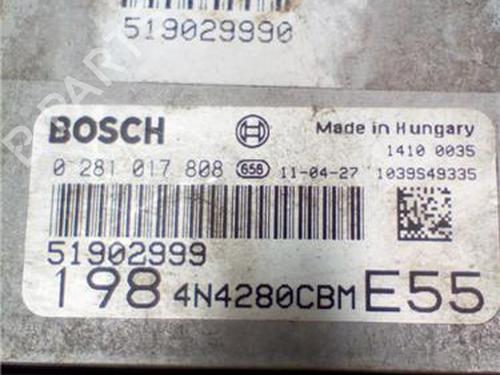 519029990
BOSCH
Made in Hungary
1410 0035
0 281 017 808 656 11-04-27 1039S49335
51902999
198 4N4280CBM E55